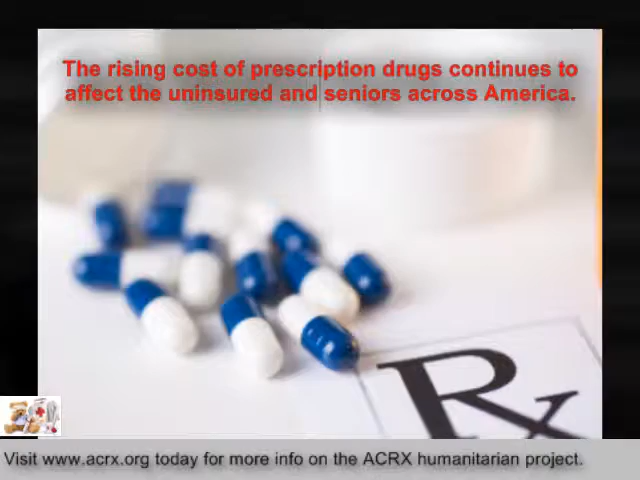 The rising cost of prescription drugs continues to
affect the uninsured and seniors across America.
Rx
Visit www.acrx.org today for more info on the ACRX humanitarian project.